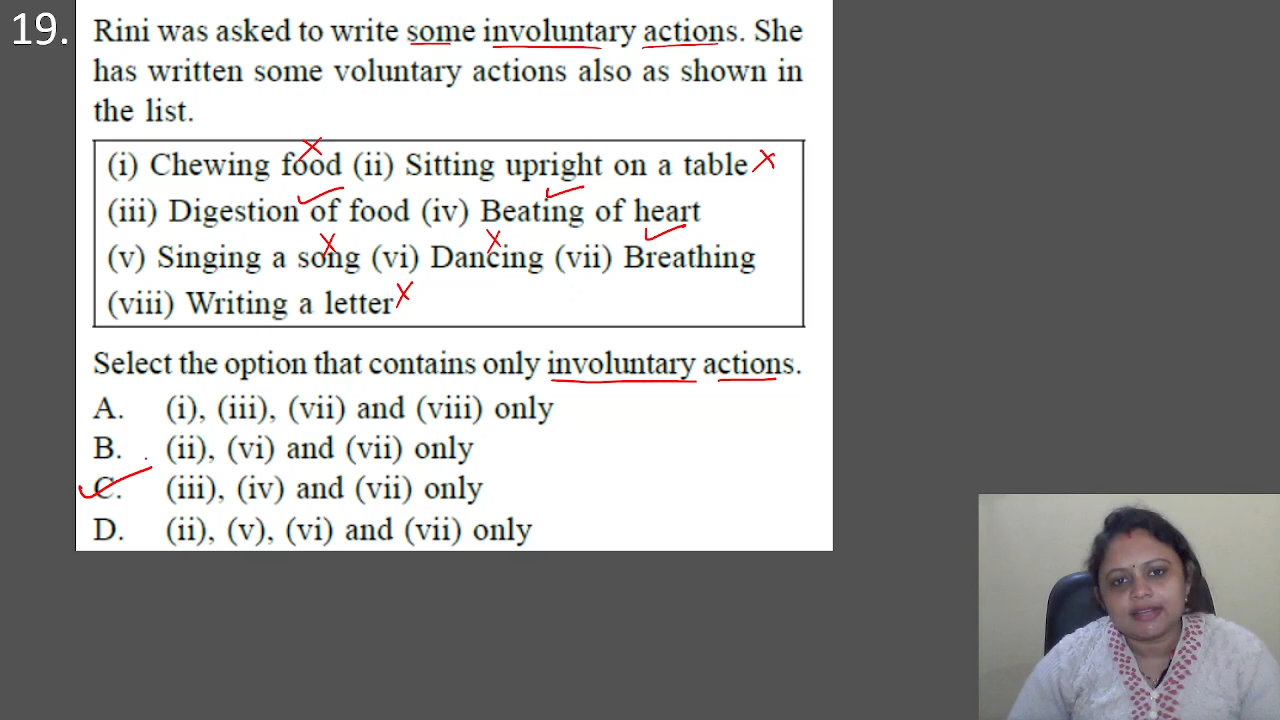 19.
Rini was asked to write some involuntary actions. She
has written some voluntary actions also as shown in
the list.
(i) Chewing food (ii) Sitting upright on a table
(iii) Digestion of food (iv) Beating of heart
(v) Singing a song (vi) Dancing (vii) Breathing
(viii) Writing a letter
Select the option that contains only involuntary actions.
A. (i), (iii), (vii) and (viii) only
B. (ii), (vi) and (vii) only
C. (iii), (iv) and (vii) only
D. (ii), (v), (vi) and (vii) only